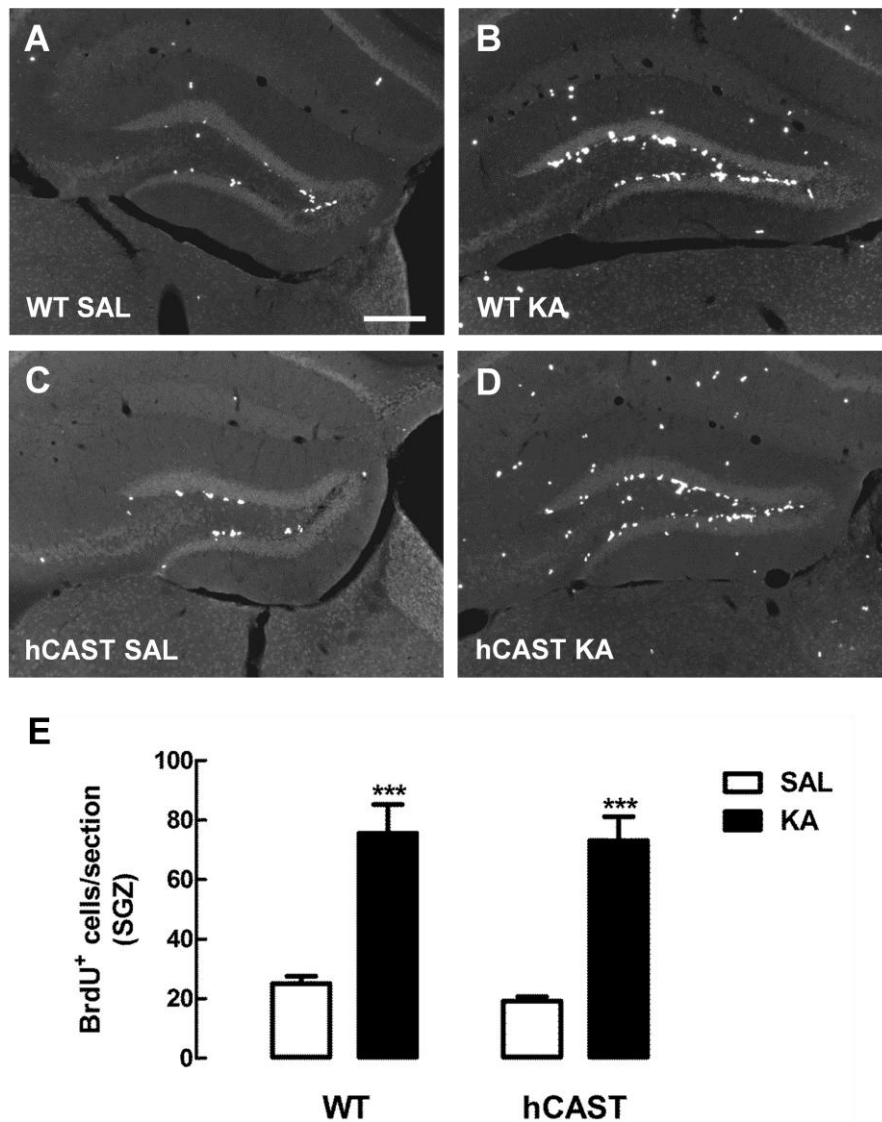 A
B
WT SAL
WT KA
C
D
hCAST SAL
hCAST KA
E
BrdU⁺ cells/section
(SGZ)
100
80
60
40
20
0
***
***
SAL
KA
WT
hCAST